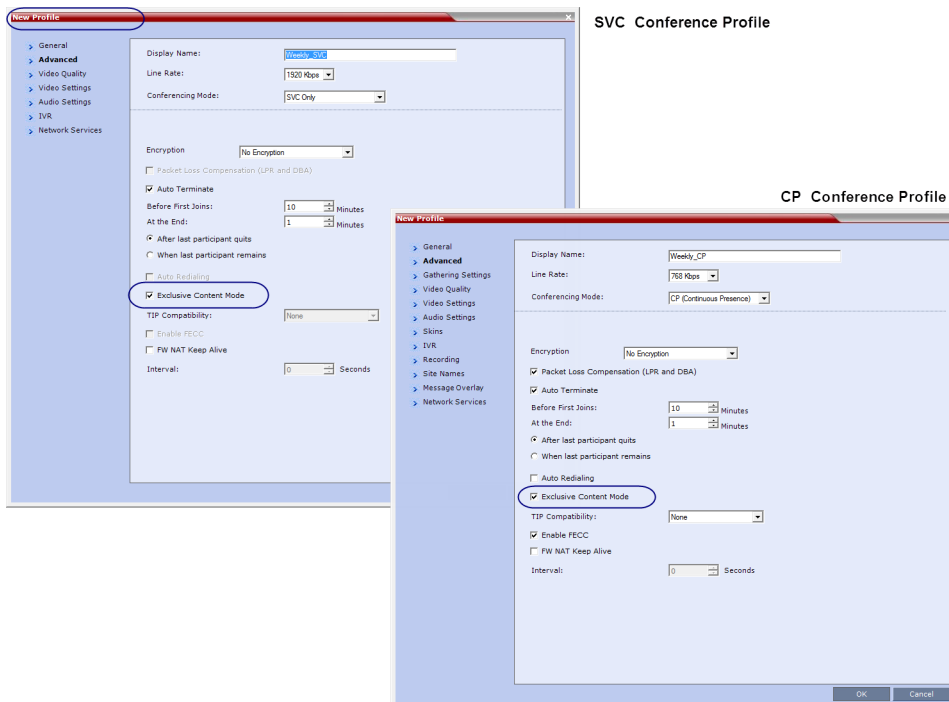 SVC Conference Profile
New Profile
General
Advanced
Video Quality
Video Settings
Audio Settings
IVR
Network Services
Display Name: Weekly_SVC
Line Rate: 1920 Kbps
Conferencing Mode: SVC Only
Encryption No Encryption
Packet Loss Compensation (LPR and DBA)
Auto Terminate
Before First Joins: 10 Minutes
At the End: 1 Minutes
After last participant quits
When last participant remains
Auto Redialing
Exclusive Content Mode
TIP Compatibility: None
Enable FECC
FW NAT Keep Alive
Interval: 0 Seconds
CP Conference Profile
New Profile
General
Advanced
Gathering Settings
Video Quality
Video Settings
Audio Settings
Skins
IVR
Recording
Site Names
Message Overlay
Network Services
Display Name: Weekly_CP
Line Rate: 768 Kbps
Conferencing Mode: CP (Continuous Presence)
Encryption No Encryption
Packet Loss Compensation (LPR and DBA)
Auto Terminate
Before First Joins: 10 Minutes
At the End: 1 Minutes
After last participant quits
When last participant remains
Auto Redialing
Exclusive Content Mode
TIP Compatibility: None
Enable FECC
FW NAT Keep Alive
Interval: 0 Seconds
OK Cancel